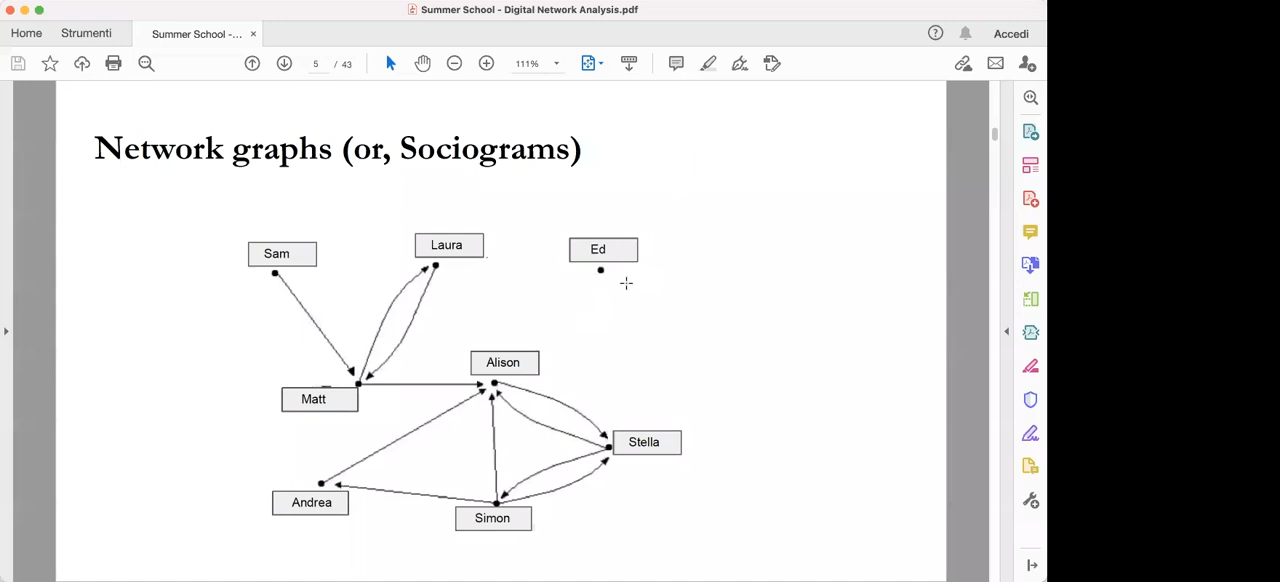 Summer School - Digital Network Analysis.pdf
Home Strumenti Summer School -... × Accedi
5 / 43 111%
Network graphs (or, Sociograms)
Sam
Laura
Ed
Alison
Matt
Stella
Andrea
Simon